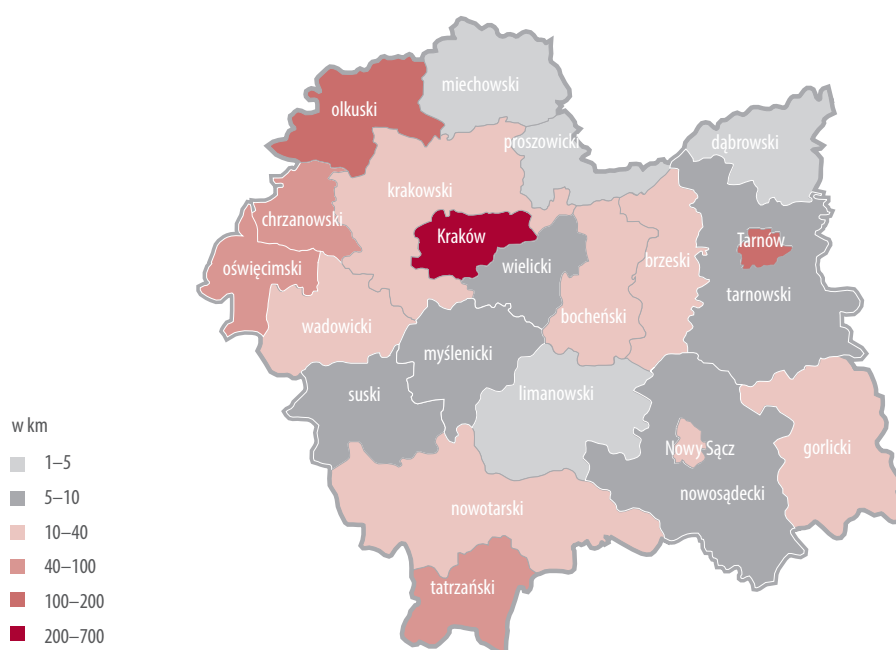 miechowski
olkuski
proszowicki
dąbrowski
krakowski
chrzanowski
Kraków
Tarnów
oświęcimski
wielicki
brzeski
tarnowski
wadowicki
bocheński
myślenicki
suski
limanowski
w km
Nowy Sącz
gorlicki
1–5
nowosądecki
5–10
nowotarski
10–40
40–100
tatrzański
100–200
200–700